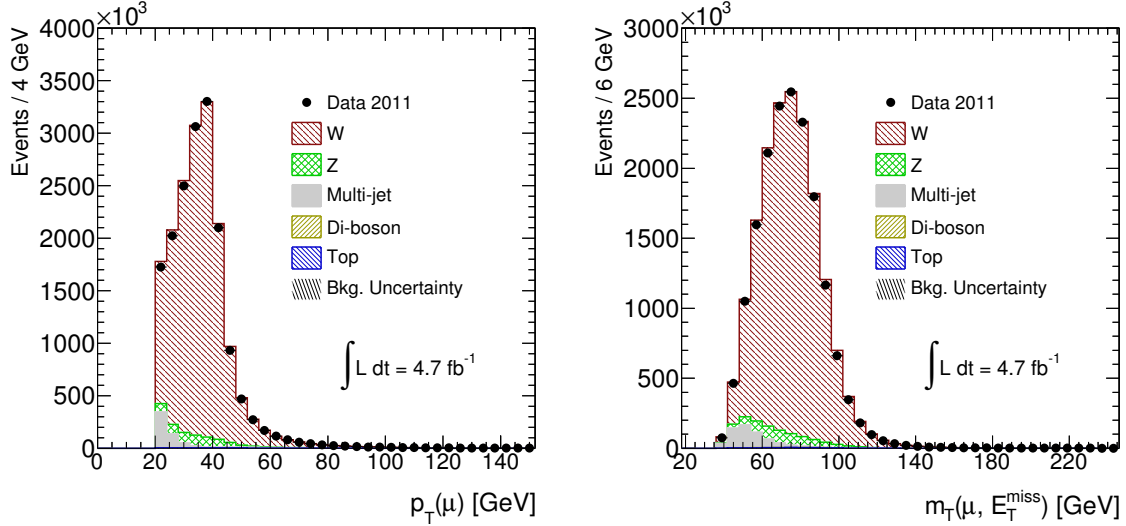 ×10³
4000
3500
3000
2500
2000
1500
1000
500
0
Events / 4 GeV
Data 2011
W
Z
Multi-jet
Di-boson
Top
Bkg. Uncertainty
∫ L dt = 4.7 fb⁻¹
0 20 40 60 80 100 120 140
p_T(μ) [GeV]
×10³
3000
2500
2000
1500
1000
500
0
Events / 6 GeV
Data 2011
W
Z
Multi-jet
Di-boson
Top
Bkg. Uncertainty
∫ L dt = 4.7 fb⁻¹
20 60 100 140 180 220
m_T(μ, E_T^miss) [GeV]